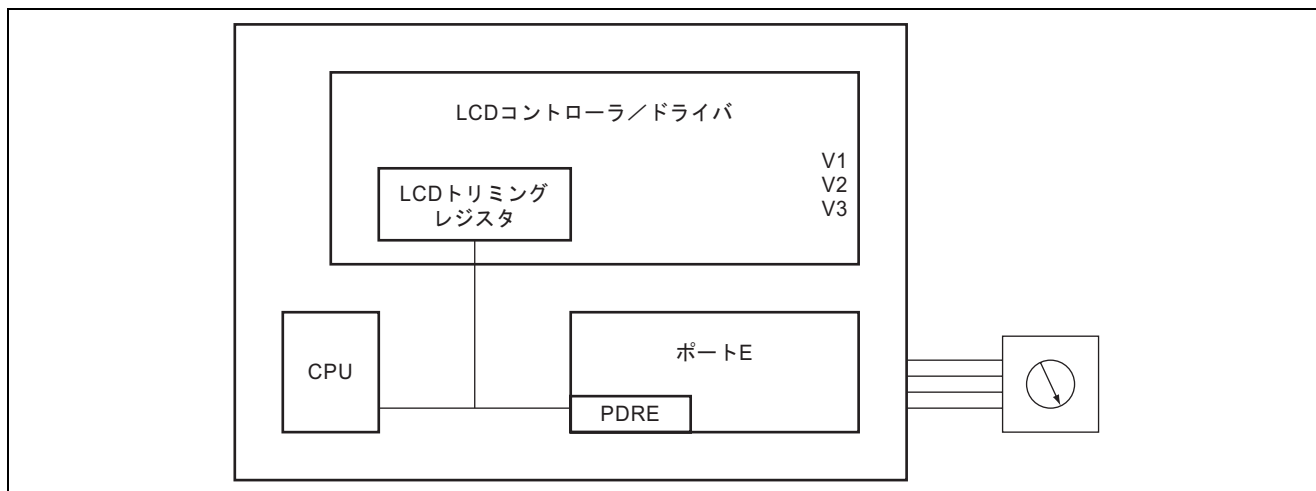 LCDコントローラ／ドライバ
V1
V2
V3
LCDトリミング
レジスタ
CPU
ポートE
PDRE